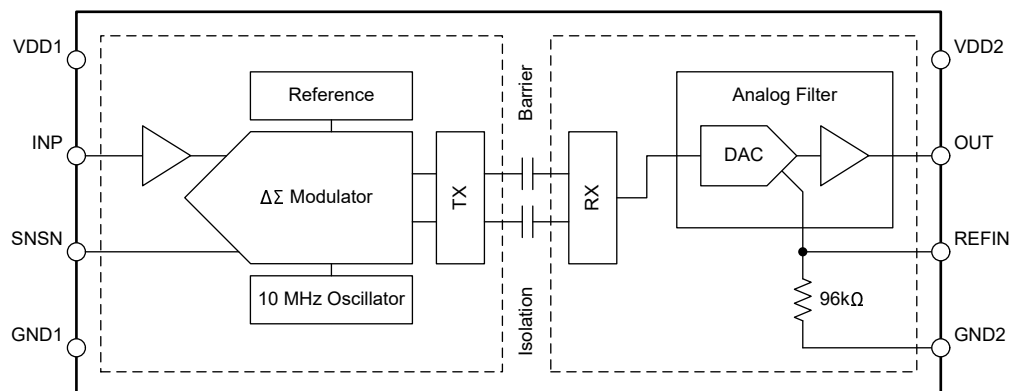 VDD1
VDD2
Reference
Barrier
Analog Filter
INP
DAC
OUT
ΔΣ Modulator
TX
RX
SNSN
REFIN
10 MHz Oscillator
Isolation
96kΩ
GND1
GND2